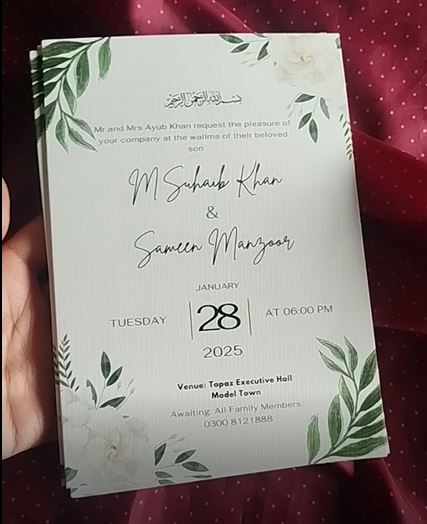 بسم الله الرحمن الرحيم
Mr and Mrs Ayub Khan request the pleasure of
your company at the walima of their beloved
son
M Suhaib Khan
&
Sameen Manzoor
JANUARY
TUESDAY 28 AT 06:00 PM
2025
Venue: Topaz Executive Hall
Model Town
Awaiting: All Family Members.
0300 8121888